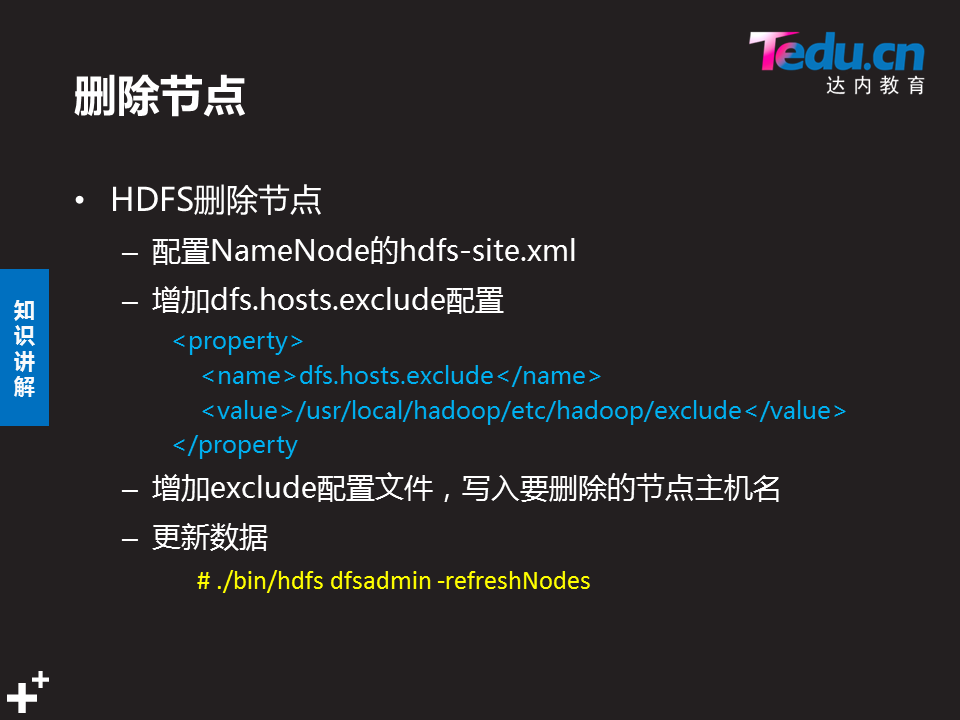 Tedu.cn
达内教育
删除节点
• HDFS删除节点
– 配置NameNode的hdfs-site.xml
– 增加dfs.hosts.exclude配置
<property>
<name>dfs.hosts.exclude</name>
<value>/usr/local/hadoop/etc/hadoop/exclude</value>
</property
– 增加exclude配置文件，写入要删除的节点主机名
– 更新数据
# ./bin/hdfs dfsadmin -refreshNodes
知
识
讲
解